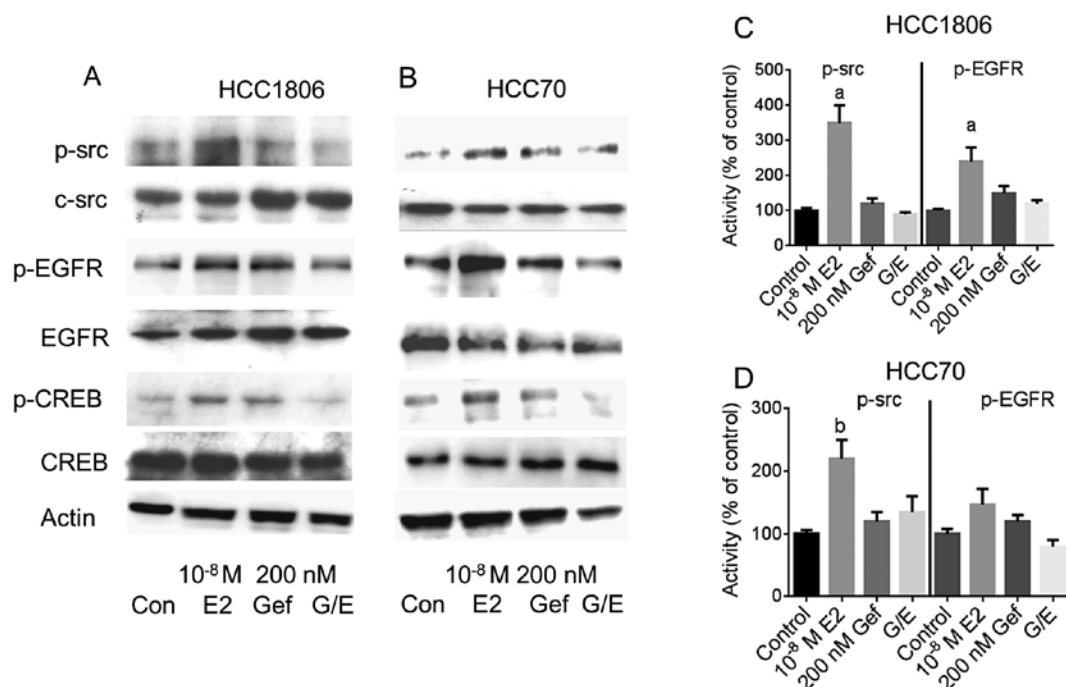 A
HCC1806
p-src
c-src
p-EGFR
EGFR
p-CREB
CREB
Actin
10⁻⁸ M 200 nM
Con E2 Gef G/E
B
HCC70
10⁻⁸ M 200 nM
Con E2 Gef G/E
C
HCC1806
p-src p-EGFR
Activity (% of control)
500
400
300
200
100
0
a
a
Control
10⁻⁸ M E2
200 nM Gef
G/E
Control
10⁻⁸ M E2
200 nM Gef
G/E
D
HCC70
p-src p-EGFR
Activity (% of control)
300
200
100
0
b
Control
10⁻⁸ M E2
200 nM Gef
G/E
Control
10⁻⁸ M E2
200 nM Gef
G/E